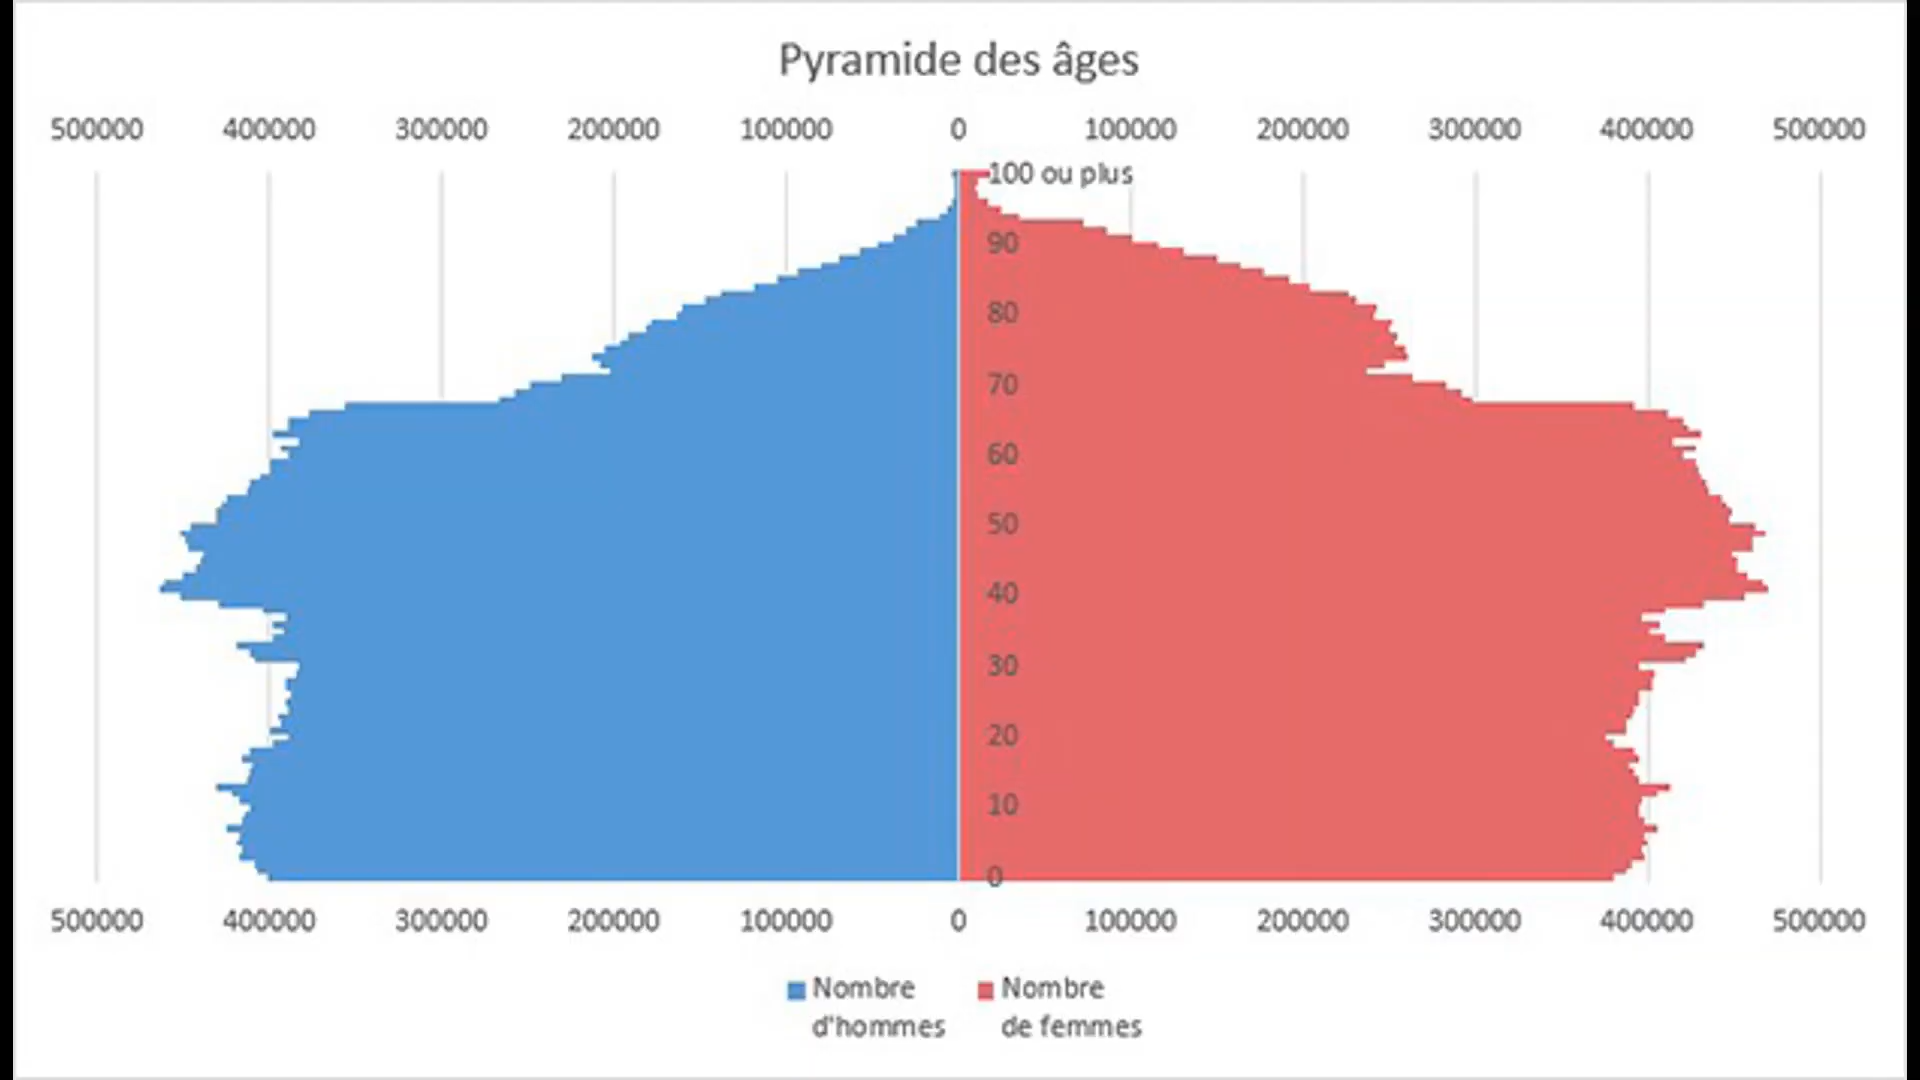 Pyramide des âges
500000 400000 300000 200000 100000 0 100000 200000 300000 400000 500000
100 ou plus
90
80
70
60
50
40
30
20
10
0
500000 400000 300000 200000 100000 0 100000 200000 300000 400000 500000
Nombre d'hommes
Nombre de femmes